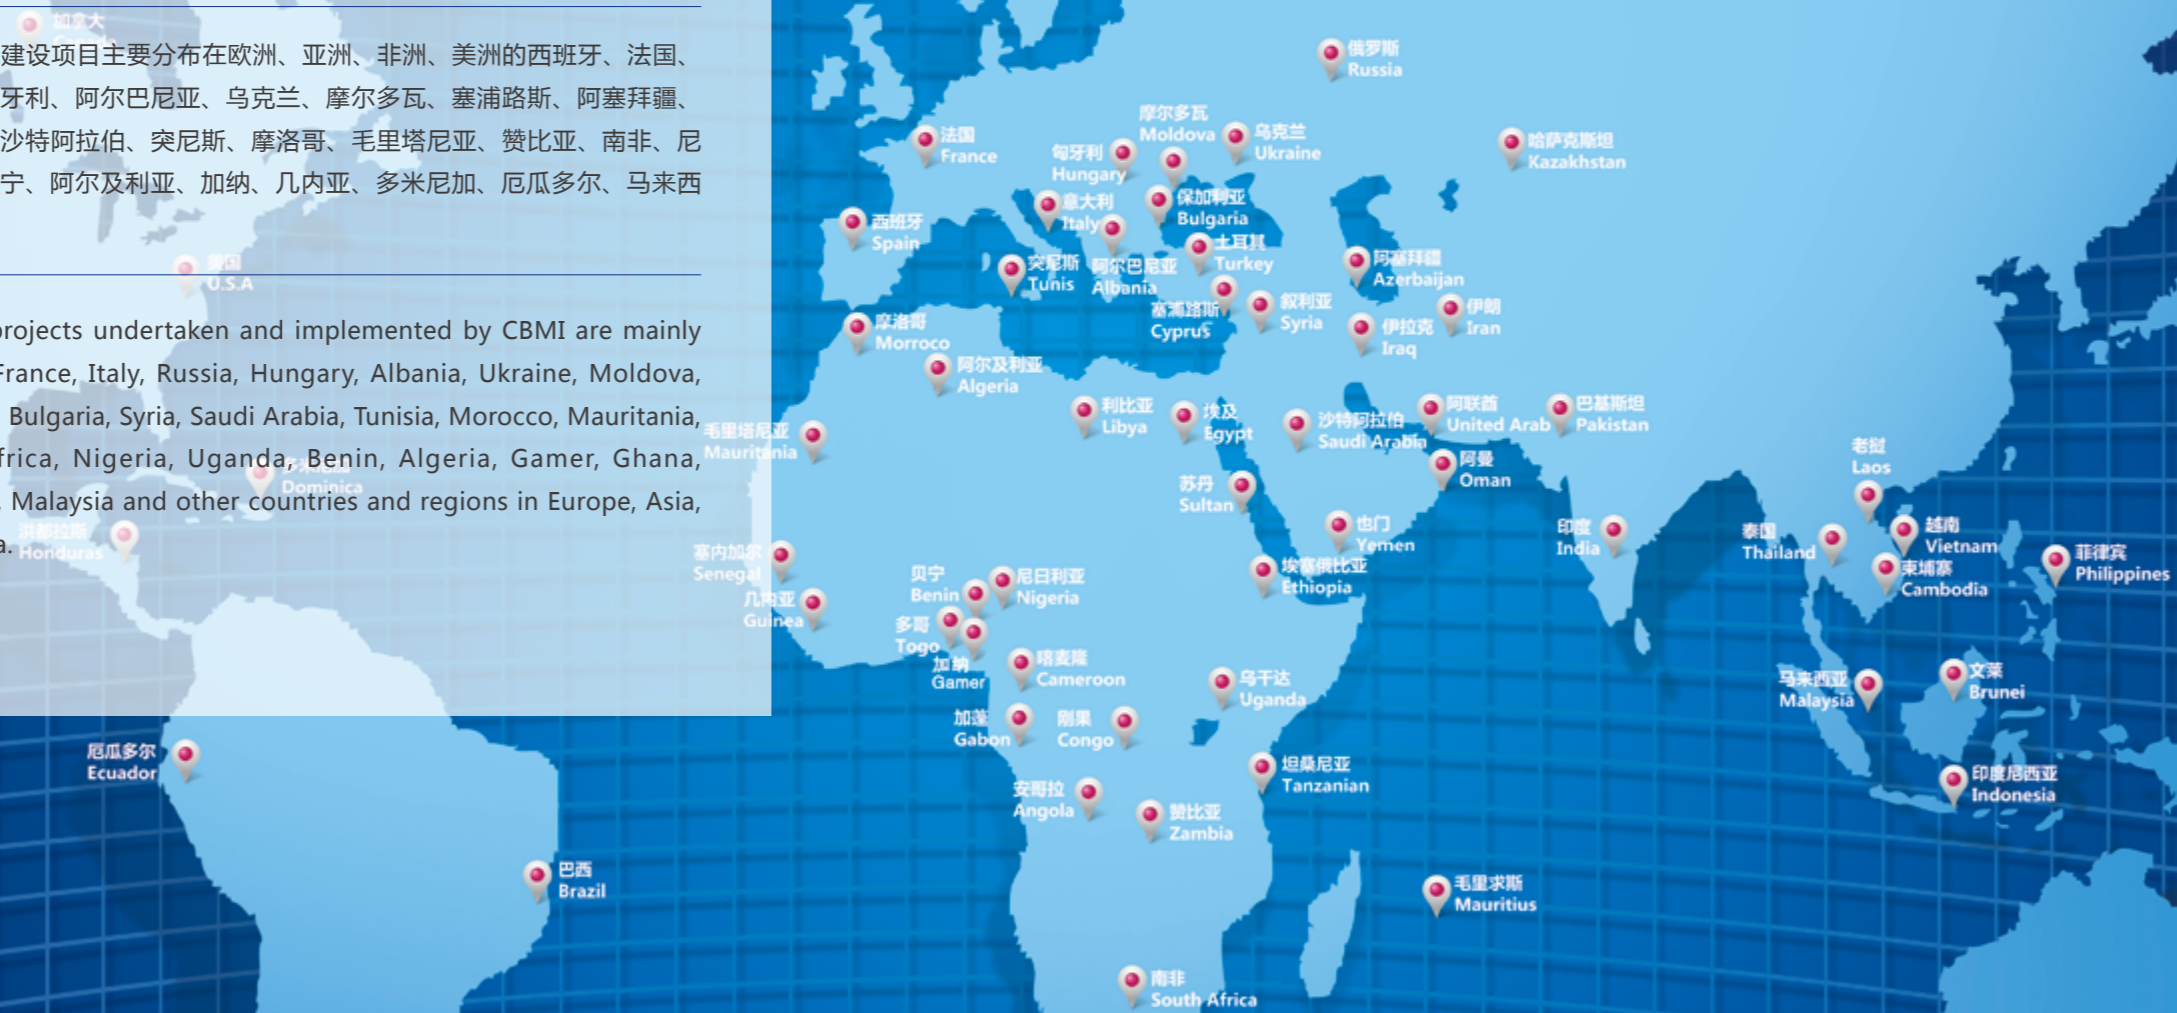 加拿大
Canada
建设项目主要分布在欧洲、亚洲、非洲、美洲的西班牙、法国、
牙利、阿尔巴尼亚、乌克兰、摩尔多瓦、塞浦路斯、阿塞拜疆、
沙特阿拉伯、突尼斯、摩洛哥、毛里塔尼亚、赞比亚、南非、尼
宁、阿尔及利亚、加纳、几内亚、多米尼加、厄瓜多尔、马来西
美国
U.S.A
projects undertaken and implemented by CBMI are mainly
France, Italy, Russia, Hungary, Albania, Ukraine, Moldova,
Bulgaria, Syria, Saudi Arabia, Tunisia, Morocco, Mauritania,
frica, Nigeria, Uganda, Benin, Algeria, Gamer, Ghana,
, Malaysia and other countries and regions in Europe, Asia,
a.
Dominica
洪都拉斯
Honduras
厄瓜多尔
Ecuador
巴西
Brazil
俄罗斯
Russia
法国
France
摩尔多瓦
Moldova
乌克兰
Ukraine
匈牙利
Hungary
哈萨克斯坦
Kazakhstan
意大利
Italy
保加利亚
Bulgaria
西班牙
Spain
土耳其
Turkey
突尼斯
Tunis
阿尔巴尼亚
Albania
阿塞拜疆
Azerbaijan
塞浦路斯
Cyprus
叙利亚
Syria
伊朗
Iran
伊拉克
Iraq
摩洛哥
Morroco
阿尔及利亚
Algeria
利比亚
Libya
埃及
Egypt
沙特阿拉伯
Saudi Arabia
阿联酋
United Arab
巴基斯坦
Pakistan
毛里塔尼亚
Mauritania
阿曼
Oman
苏丹
Sultan
也门
Yemen
印度
India
老挝
Laos
泰国
Thailand
越南
Vietnam
柬埔寨
Cambodia
菲律宾
Philippines
塞内加尔
Senegal
几内亚
Guinea
贝宁
Benin
尼日利亚
Nigeria
埃塞俄比亚
Ethiopia
多哥
Togo
加纳
Gamer
喀麦隆
Cameroon
乌干达
Uganda
加蓬
Gabon
刚果
Congo
马来西亚
Malaysia
文莱
Brunei
坦桑尼亚
Tanzanian
印度尼西亚
Indonesia
安哥拉
Angola
赞比亚
Zambia
毛里求斯
Mauritius
南非
South Africa